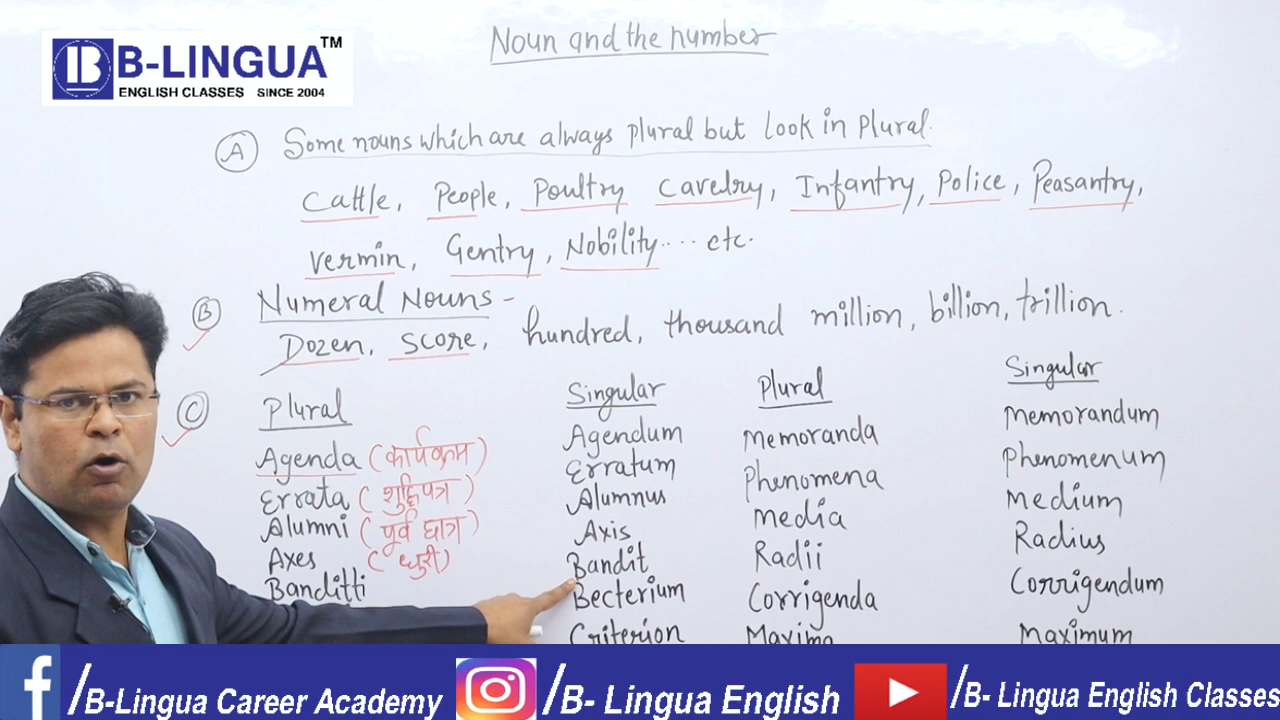 Noun and the number
B-LINGUA™
ENGLISH CLASSES SINCE 2004
A Some nouns which are always plural but Look in Plural.
Cattle, People, Poultry Cavelry, Infantry, Police, Peasantry,
Vermin, Gentry, Nobility.... etc.
B Numeral Nouns -
Dozen, Score, hundred, thousand million, billion, trillion.
C Plural Singular Plural Singular
Agenda (कार्यक्रम) Agendum Memoranda Memorandum
Errata (शुद्धिपत्र) Erratum Phenomena Phenomenum
Alumni (पूर्व छात्र) Alumnus Media Medium
Axes (धुरी) Axis Radii Radius
Banditti Bandit Corrigenda Corrigendum
Becterium
Criterion Maxima Maximum
/B-Lingua Career Academy /B- Lingua English /B- Lingua English Classes